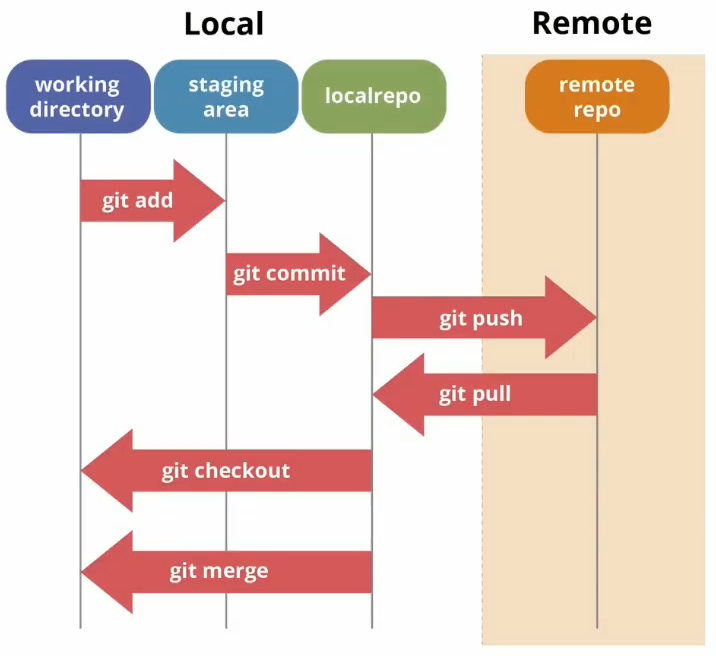 Local
Remote
working
directory
staging
area
localrepo
remote
repo
git add
git commit
git push
git pull
git checkout
git merge